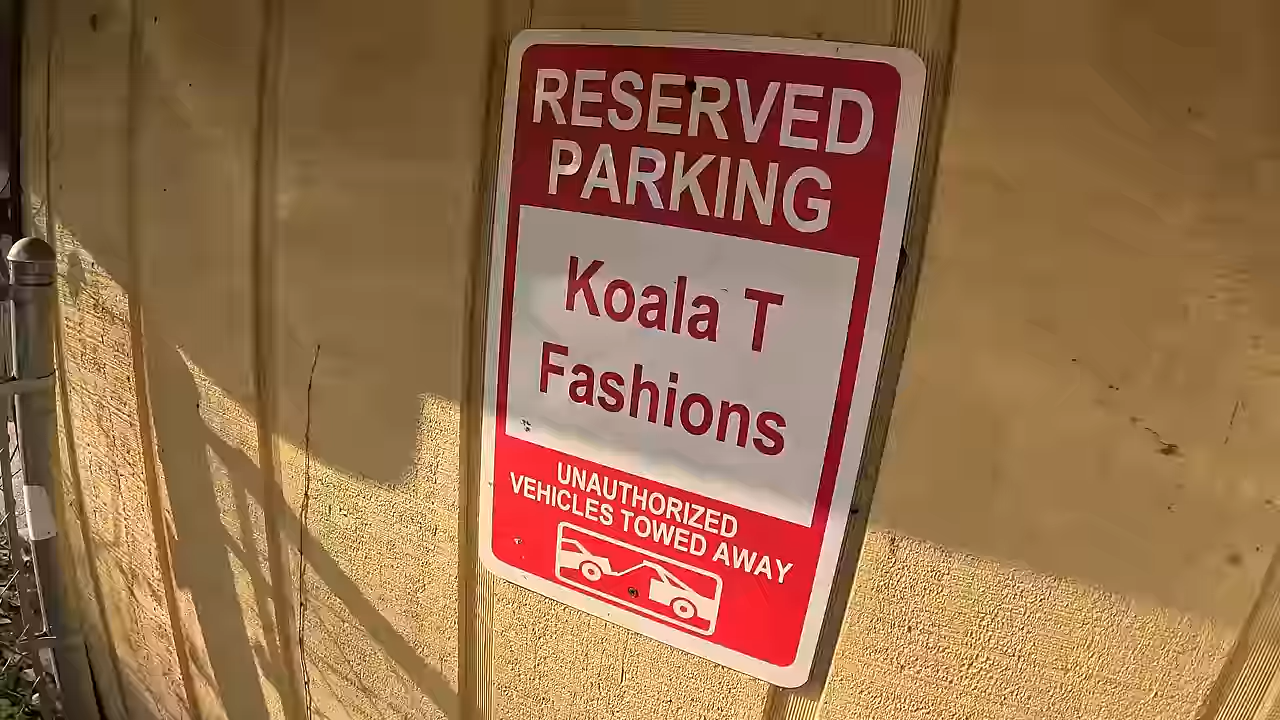 RESERVED
PARKING
Koala T
Fashions
UNAUTHORIZED
VEHICLES TOWED AWAY